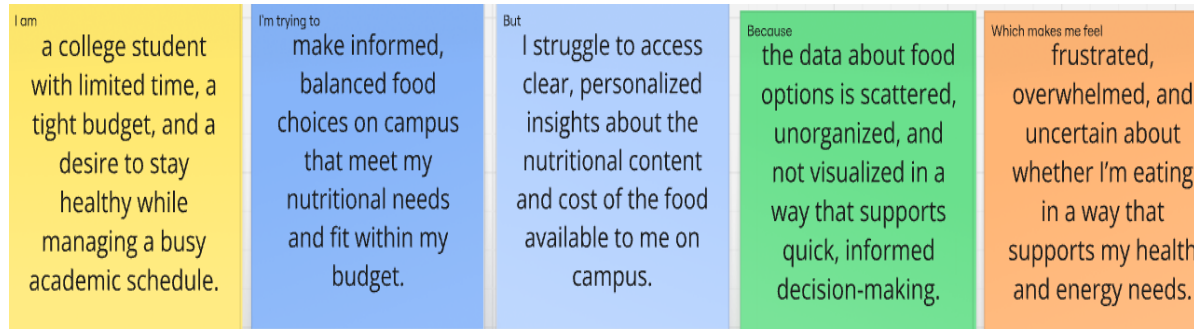 I am
a college student
with limited time, a
tight budget, and a
desire to stay
healthy while
managing a busy
academic schedule.
I'm trying to
make informed,
balanced food
choices on campus
that meet my
nutritional needs
and fit within my
budget.
But
I struggle to access
clear, personalized
insights about the
nutritional content
and cost of the food
available to me on
campus.
Because
the data about food
options is scattered,
unorganized, and
not visualized in a
way that supports
quick, informed
decision-making.
Which makes me feel
frustrated,
overwhelmed, and
uncertain about
whether I'm eating
in a way that
supports my health
and energy needs.